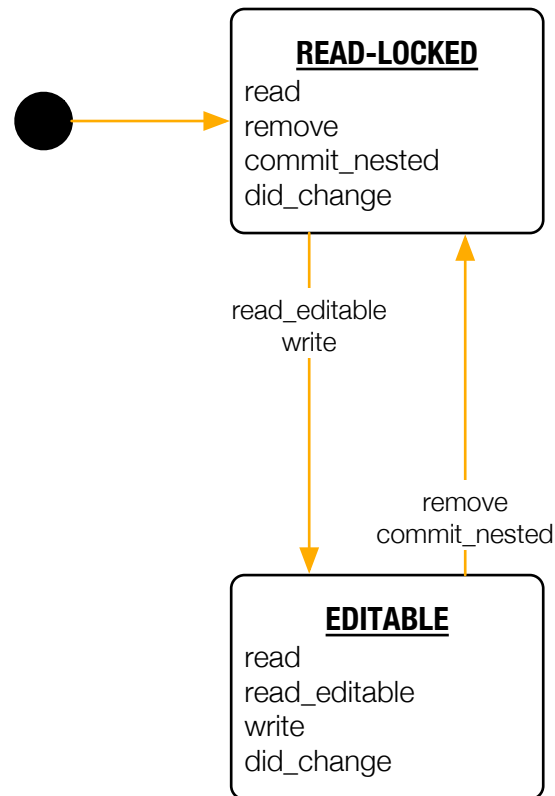 READ-LOCKED
read
remove
commit_nested
did_change
read_editable
write
remove
commit_nested
EDITABLE
read
read_editable
write
did_change